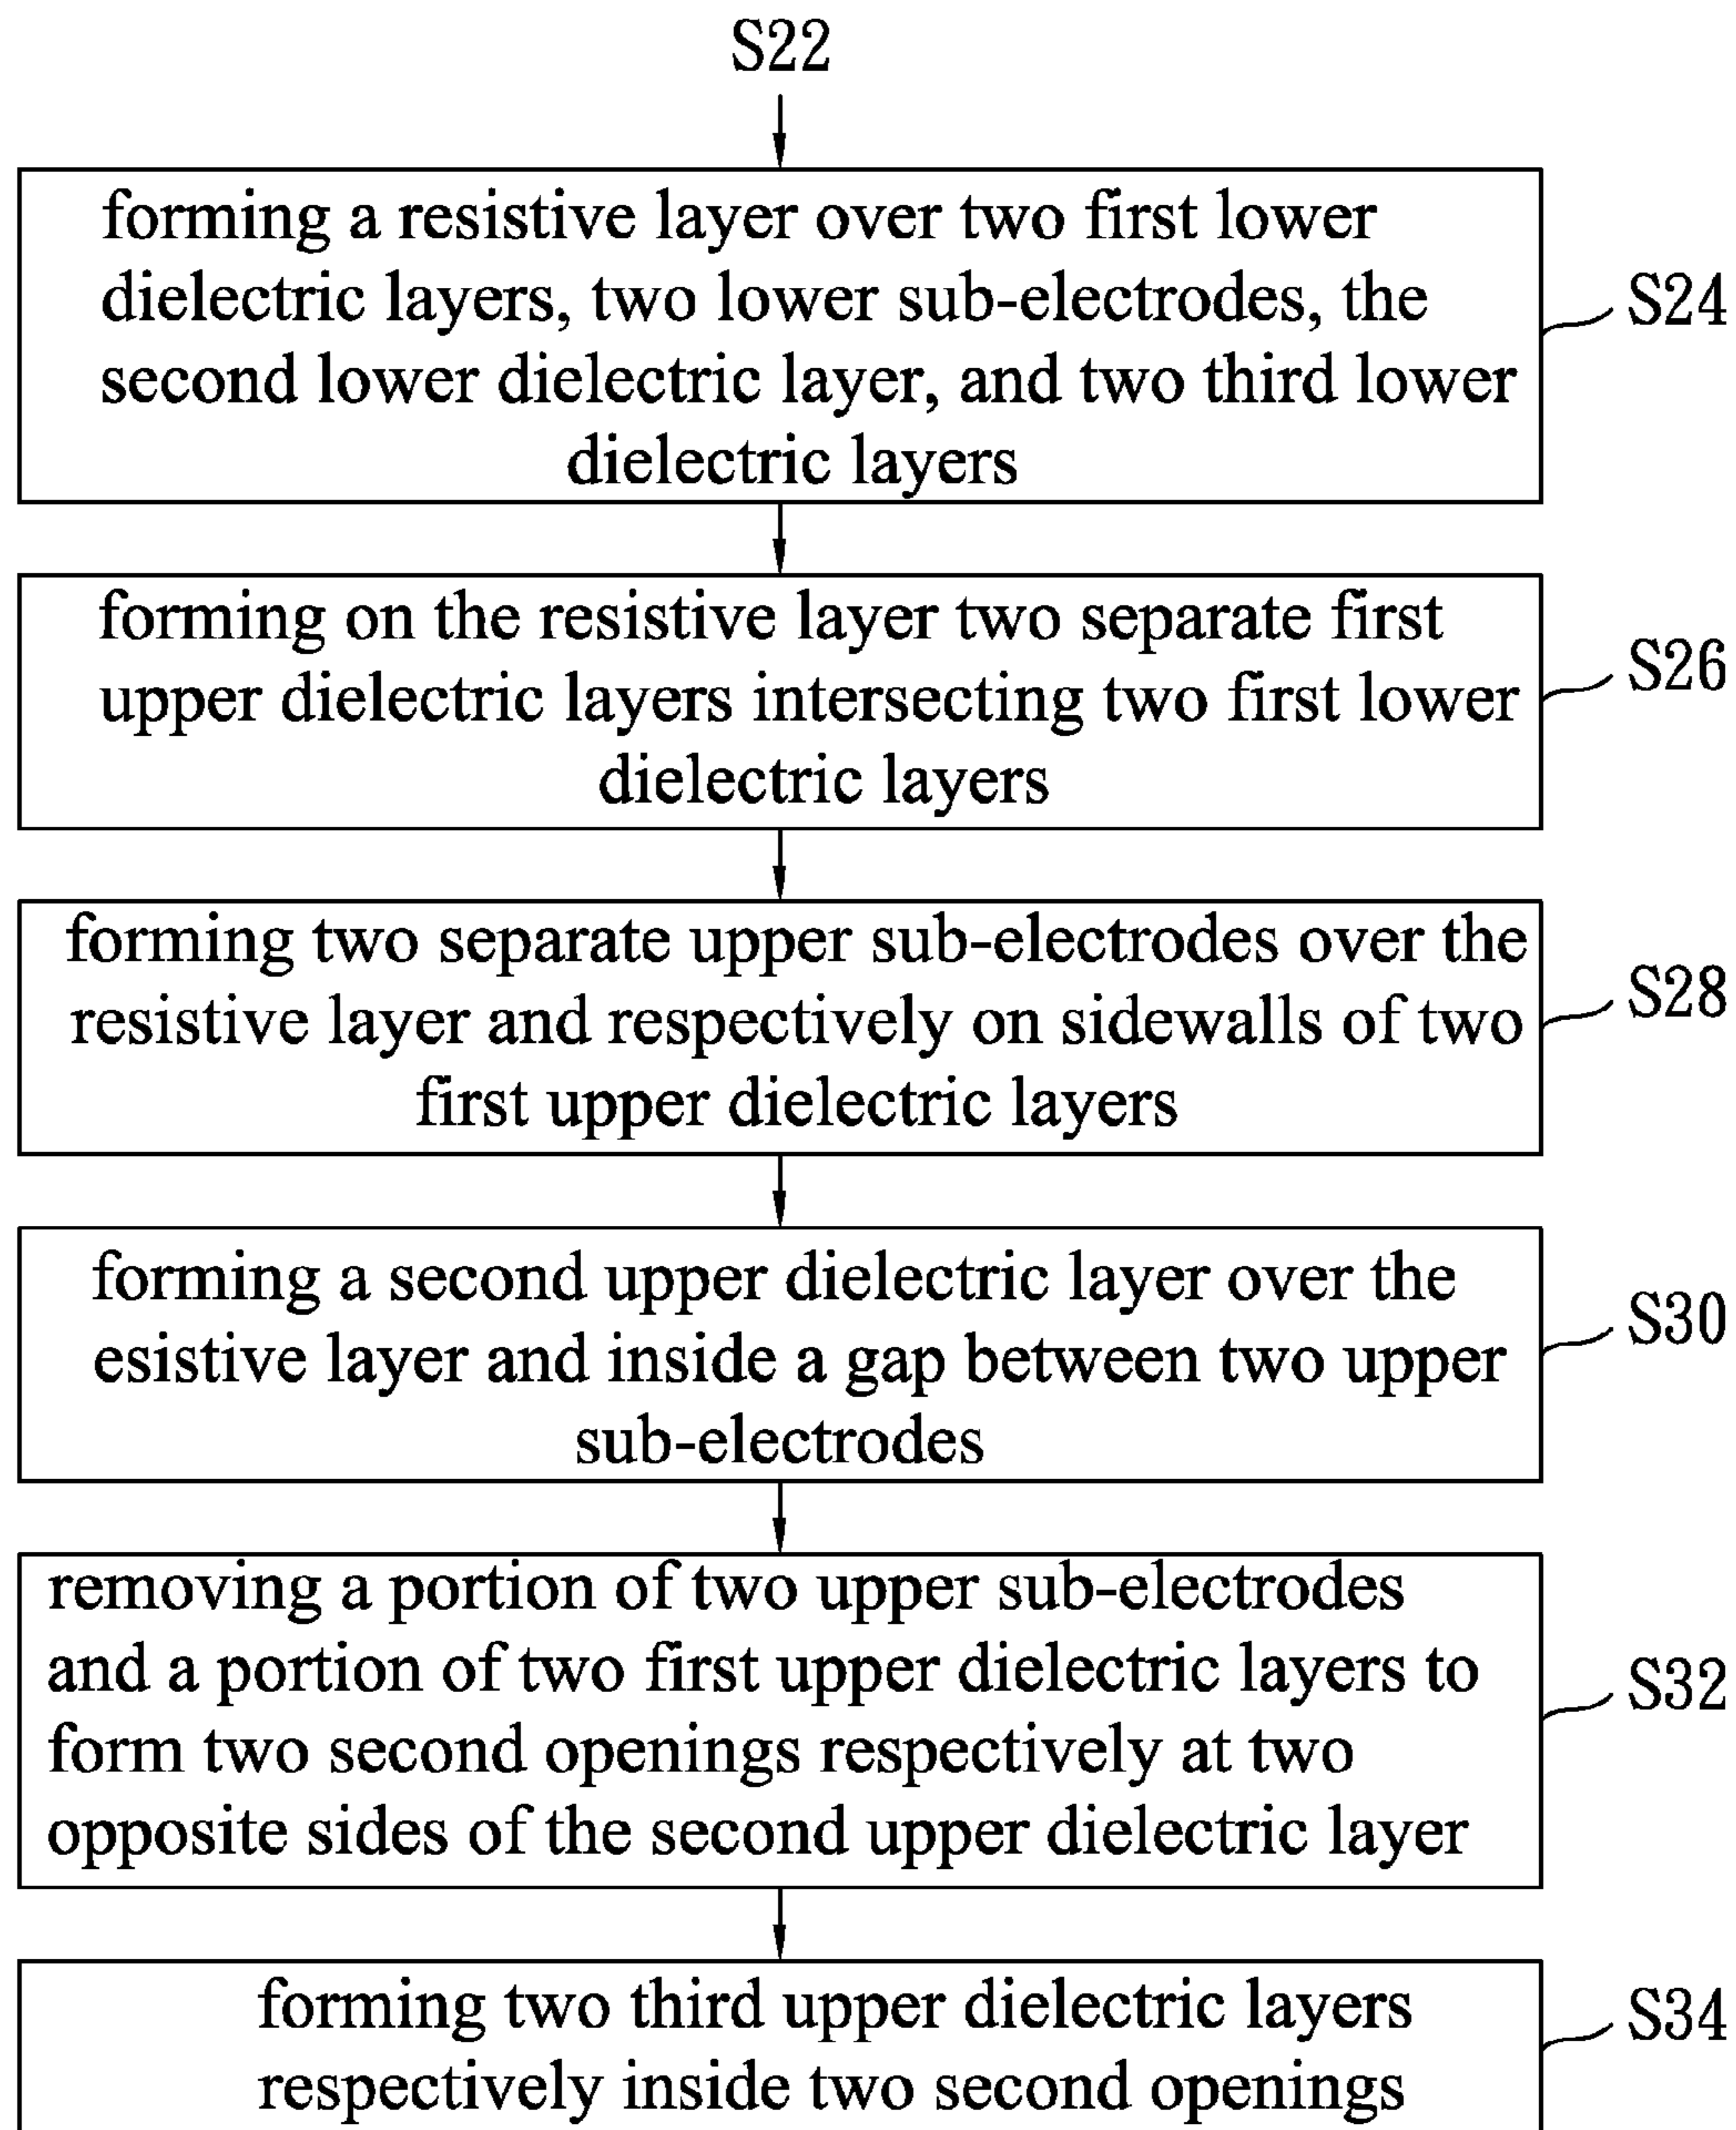 S22
forming a resistive layer over two first lower
dielectric layers, two lower sub-electrodes, the
second lower dielectric layer, and two third lower
dielectric layers
S24
forming on the resistive layer two separate first
upper dielectric layers intersecting two first lower
dielectric layers
S26
forming two separate upper sub-electrodes over the
resistive layer and respectively on sidewalls of two
first upper dielectric layers
S28
forming a second upper dielectric layer over the
esistive layer and inside a gap between two upper
sub-electrodes
S30
removing a portion of two upper sub-electrodes
and a portion of two first upper dielectric layers to
form two second openings respectively at two
opposite sides of the second upper dielectric layer
S32
forming two third upper dielectric layers
respectively inside two second openings
S34